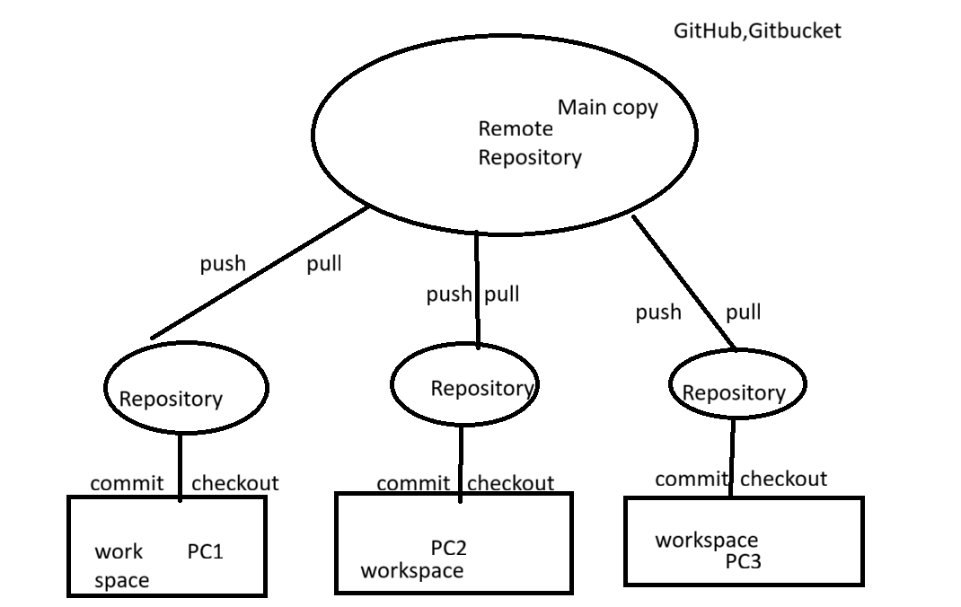 GitHub,Gitbucket
Main copy
Remote
Repository
push pull
push pull
push pull
Repository
Repository
Repository
commit checkout
commit checkout
commit checkout
work PC1
space
PC2
workspace
workspace
PC3